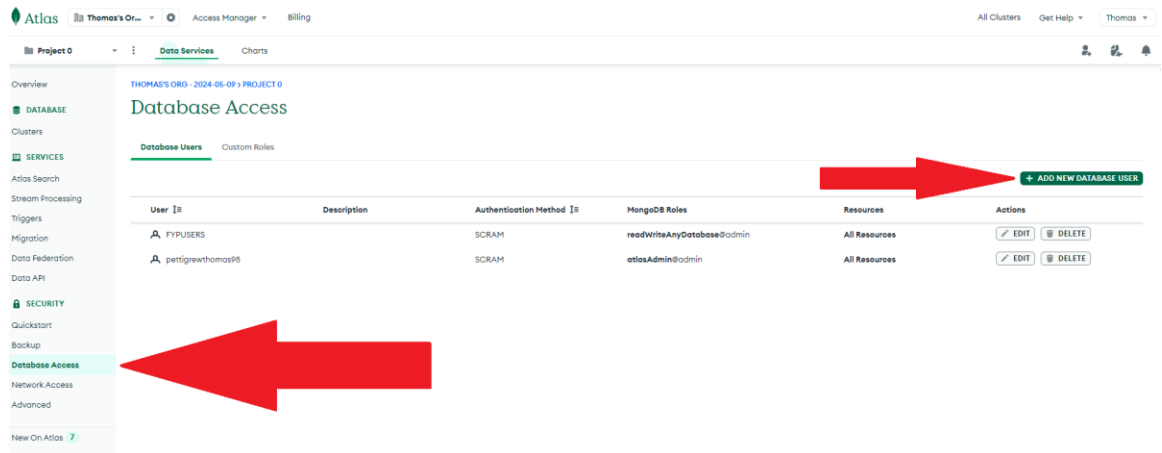 Atlas Thomas's Or... Access Manager Billing All Clusters Get Help Thomas
Project 0 Data Services Charts
Overview
DATABASE
Clusters
SERVICES
Atlas Search
Stream Processing
Triggers
Migration
Data Federation
Data API
SECURITY
Quickstart
Backup
Database Access
Network Access
Advanced
New On Atlas 7
THOMAS'S ORG - 2024-05-09 > PROJECT 0
Database Access
Database Users Custom Roles
+ ADD NEW DATABASE USER
User Description Authentication Method MongoDB Roles Resources Actions
FYPUSERS SCRAM readWriteAnyDatabase@admin All Resources EDIT DELETE
pettigrewthomas98 SCRAM atlasAdmin@admin All Resources EDIT DELETE